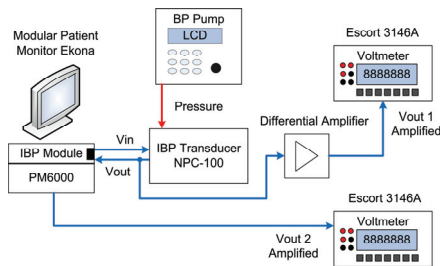 Modular Patient
Monitor Ekona
BP Pump
LCD
Escort 3146A
Voltmeter
8888888
Pressure
Differential Amplifier
Vout 1
Amplified
IBP Module
PM6000
Vin
Vout
IBP Transducer
NPC-100
Escort 3146A
Voltmeter
8888888
Vout 2
Amplified